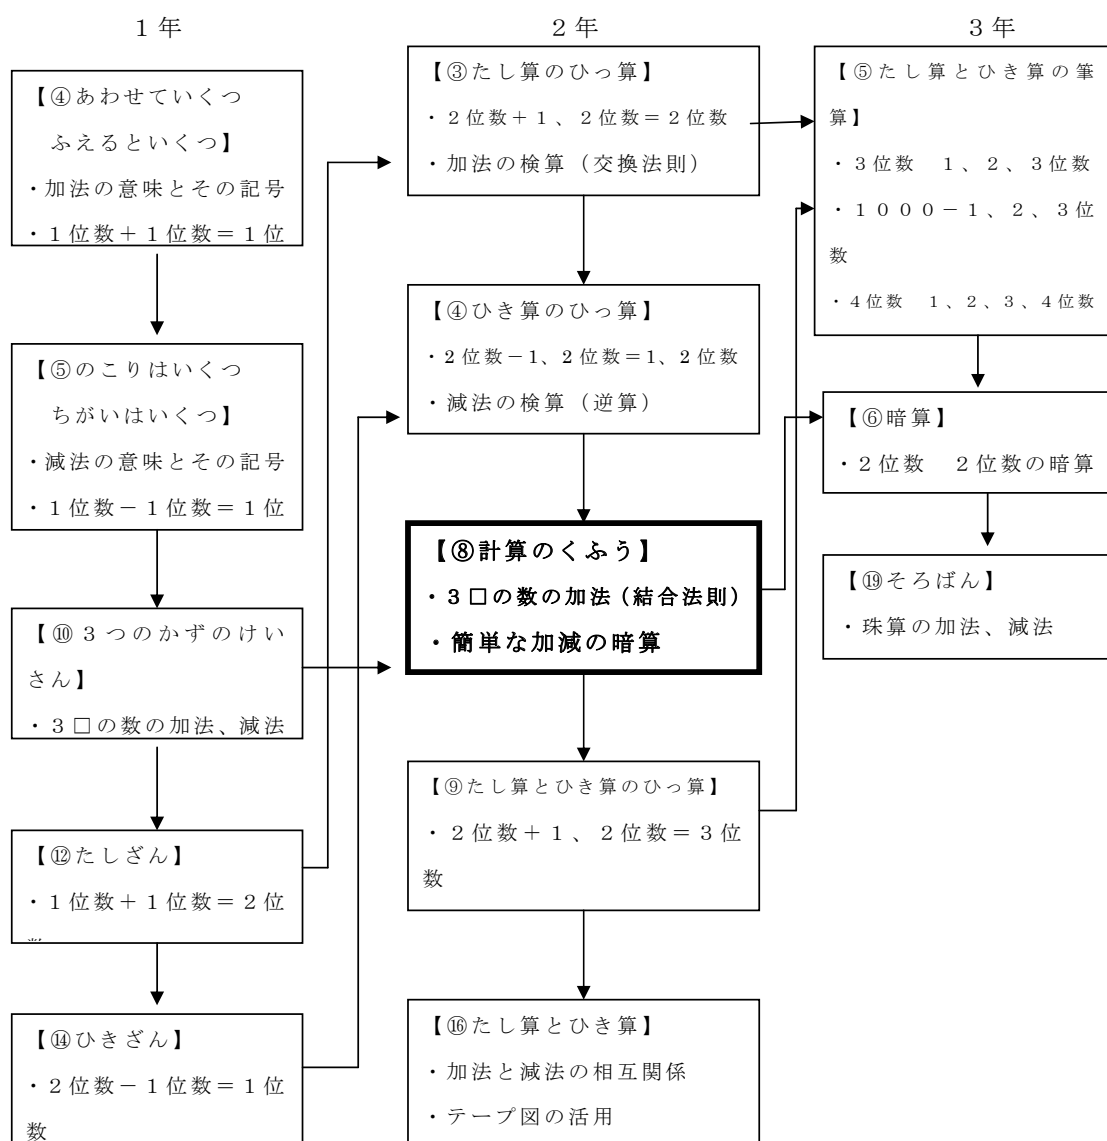 1年
【④あわせていくつ
ふえるといくつ】
・加法の意味とその記号
・1位数+1位数=1位
【⑤のこりはいくつ
ちがいはいくつ】
・減法の意味とその記号
・1位数-1位数=1位
【⑩3つのかずのけい
さん】
・3□の数の加法、減法
【⑫たしざん】
・1位数+1位数=2位
【⑭ひきざん】
・2位数-1位数=1位
数
2年
【③たし算のひっ算】
・2位数+1、2位数=2位数
・加法の検算(交換法則)
【④ひき算のひっ算】
・2位数-1、2位数=1、2位数
・減法の検算(逆算)
【⑧計算のくふう】
・3□の数の加法(結合法則)
・簡単な加減の暗算
【⑨たし算とひき算のひっ算】
・2位数+1、2位数=3位
数
【⑯たし算とひき算】
・加法と減法の相互関係
・テープ図の活用
3年
【⑤たし算とひき算の筆
算】
・3位数 1、2、3位数
・1000-1、2、3位
数
・4位数 1、2、3、4位数
【⑥暗算】
・2位数 2位数の暗算
【⑲そろばん】
・珠算の加法、減法